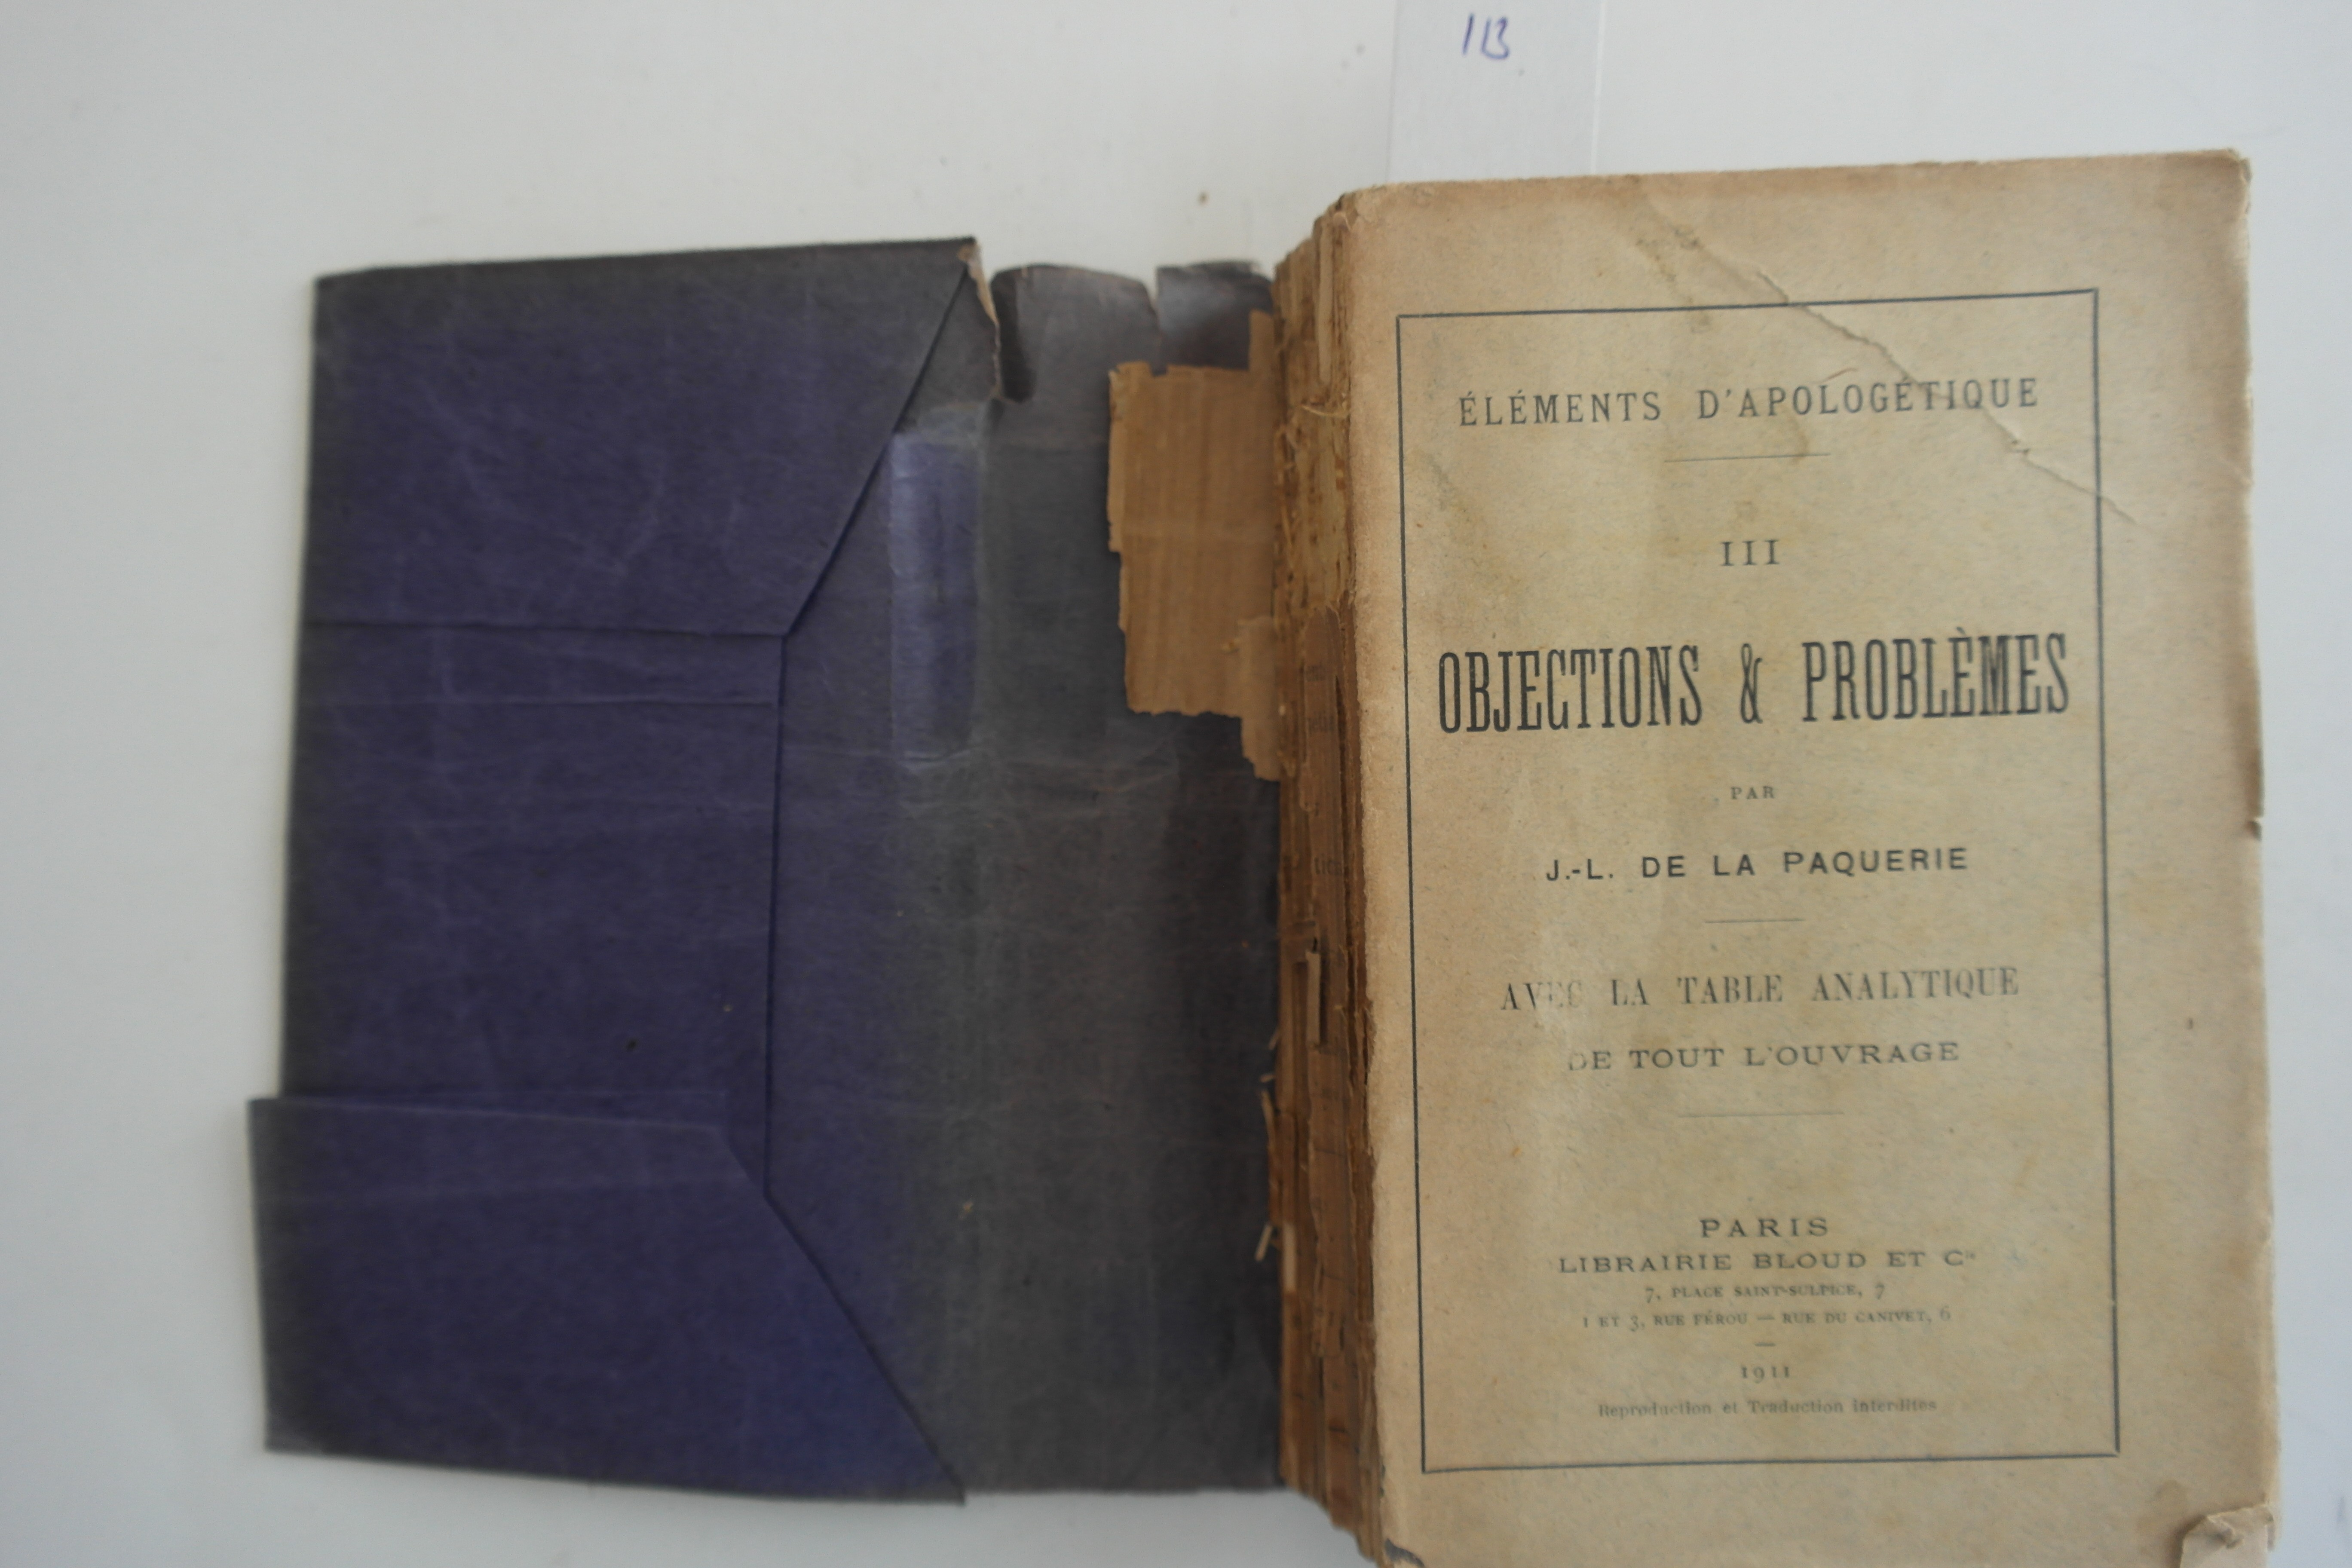 113
ÉLÉMENTS D'APOLOGÉTIQUE
III
OBJECTIONS & PROBLÈMES
PAR
J.-L. DE LA PAQUERIE
AVEC LA TABLE ANALYTIQUE
DE TOUT L'OUVRAGE
PARIS
LIBRAIRIE BLOUD ET Cie
7, PLACE SAINT-SULPICE, 7
1 ET 3, RUE FÉROU — RUE DU CANIVET, 6
1911
Reproduction et Traduction interdites